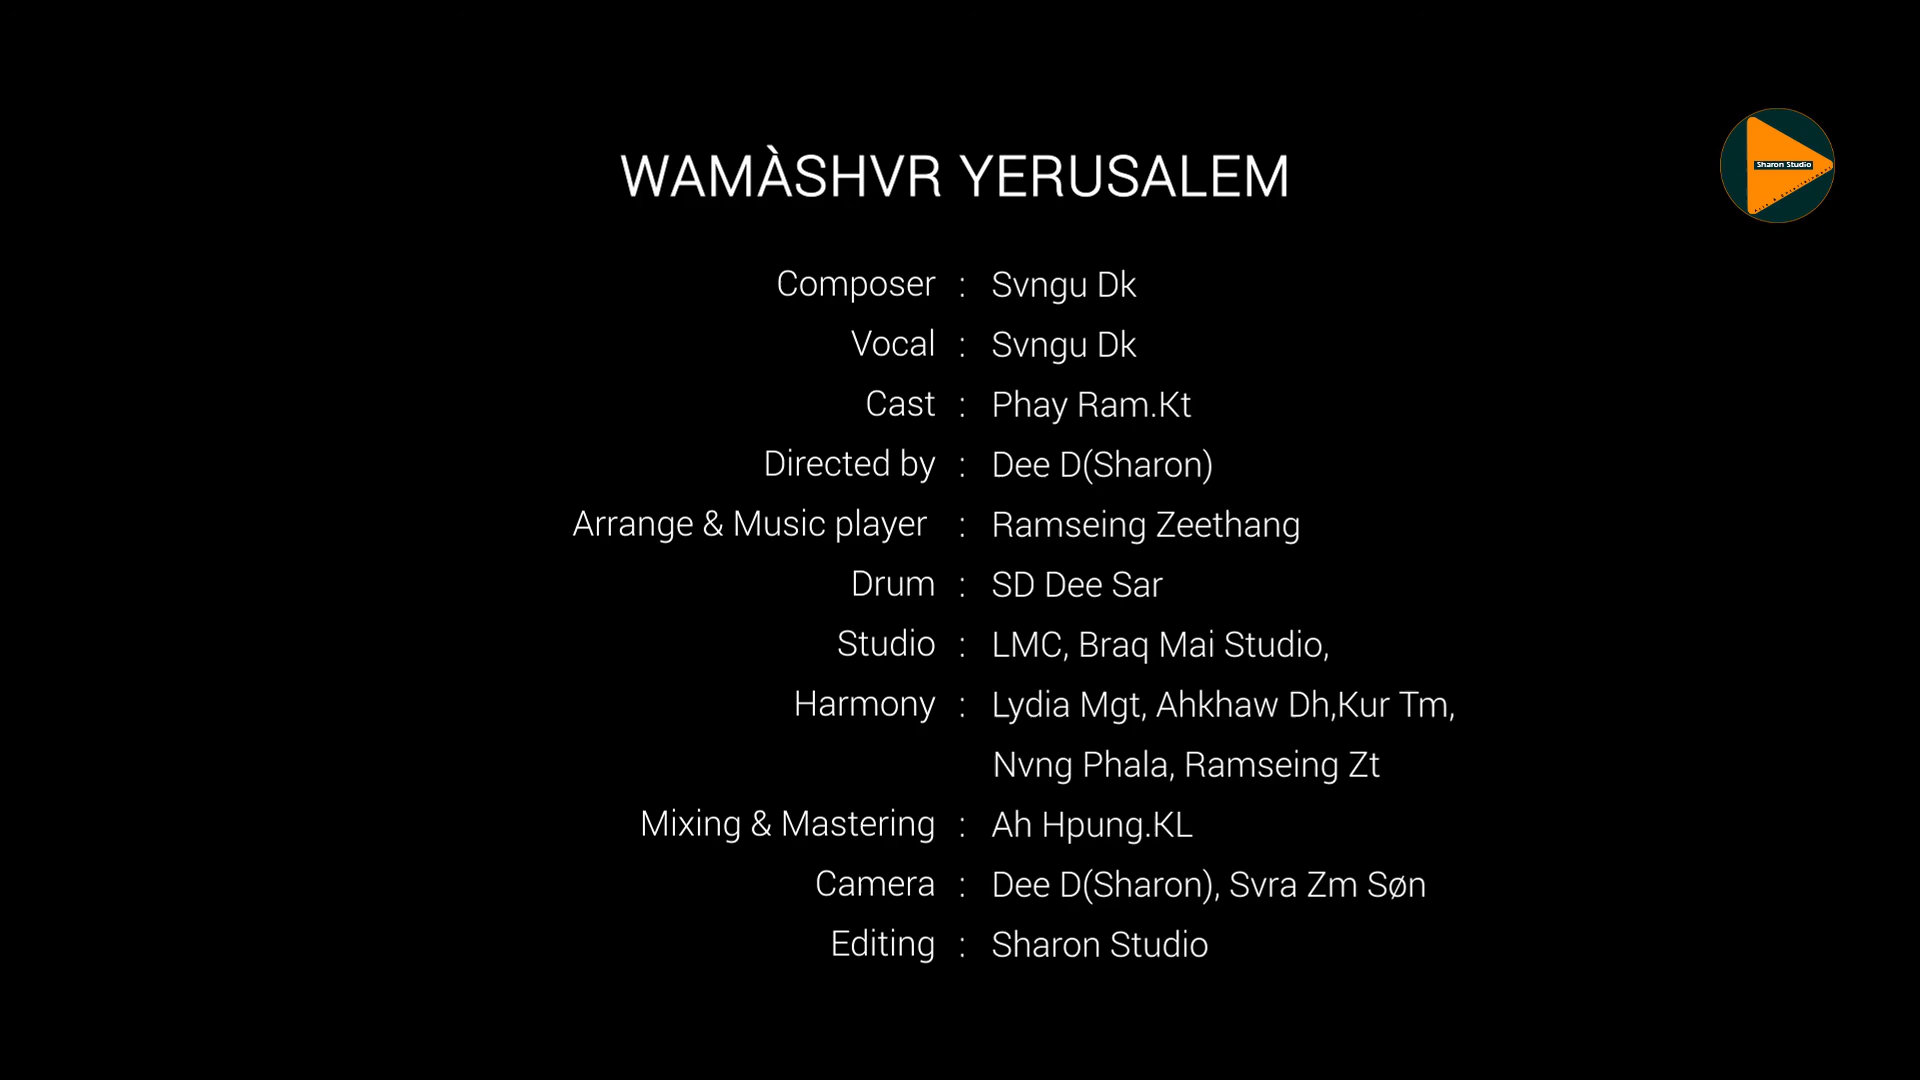 WAMÀSHVR YERUSALEM
Sharon Studio
Composer : Svngu Dk
Vocal : Svngu Dk
Cast : Phay Ram.Kt
Directed by : Dee D(Sharon)
Arrange & Music player : Ramseing Zeethang
Drum : SD Dee Sar
Studio : LMC, Braq Mai Studio,
Harmony : Lydia Mgt, Ahkhaw Dh,Kur Tm,
Nvng Phala, Ramseing Zt
Mixing & Mastering : Ah Hpung.KL
Camera : Dee D(Sharon), Svra Zm Søn
Editing : Sharon Studio